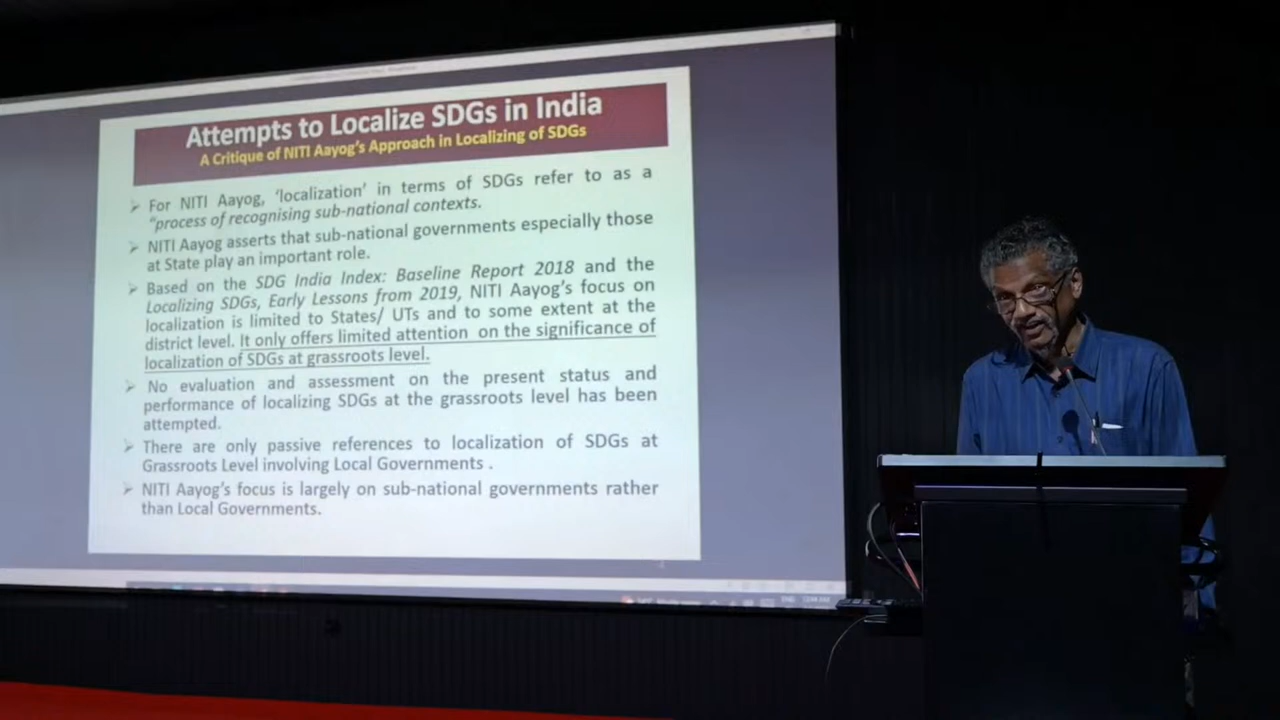 Attempts to Localize SDGs in India
A Critique of NITI Aayog's Approach in Localizing of SDGs
➢ For NITI Aayog, 'localization' in terms of SDGs refer to as a
"process of recognising sub-national contexts.
➢ NITI Aayog asserts that sub-national governments especially those
at State play an important role.
➢ Based on the SDG India Index: Baseline Report 2018 and the
Localizing SDGs, Early Lessons from 2019, NITI Aayog's focus on
localization is limited to States/ UTs and to some extent at the
district level. It only offers limited attention on the significance of
localization of SDGs at grassroots level.
➢ No evaluation and assessment on the present status and
performance of localizing SDGs at the grassroots level has been
attempted.
➢ There are only passive references to localization of SDGs at
Grassroots Level involving Local Governments .
➢ NITI Aayog's focus is largely on sub-national governments rather
than Local Governments.
ENG